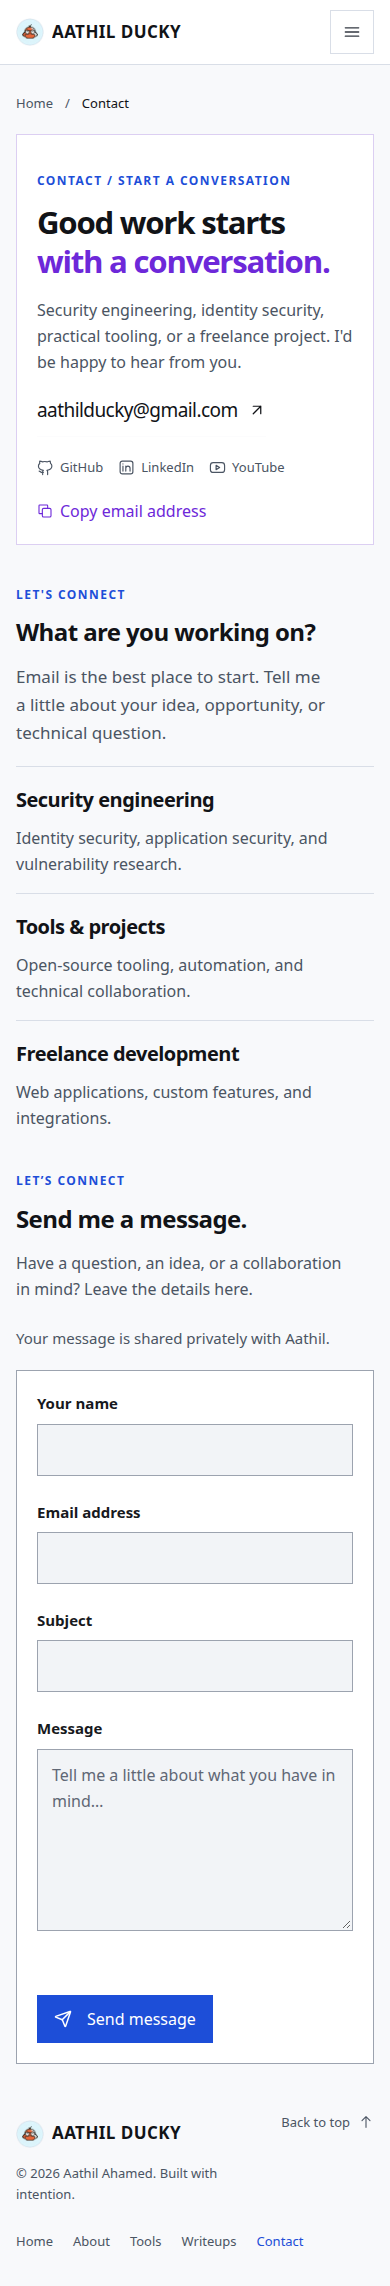 AATHIL DUCKY
Home / Contact
CONTACT / START A CONVERSATION
Good work starts
with a conversation.
Security engineering, identity security,
practical tooling, or a freelance project. I'd
be happy to hear from you.
aathilducky@gmail.com
GitHub LinkedIn YouTube
Copy email address
LET'S CONNECT
What are you working on?
Email is the best place to start. Tell me
a little about your idea, opportunity, or
technical question.
Security engineering
Identity security, application security, and
vulnerability research.
Tools & projects
Open-source tooling, automation, and
technical collaboration.
Freelance development
Web applications, custom features, and
integrations.
LET’S CONNECT
Send me a message.
Have a question, an idea, or a collaboration
in mind? Leave the details here.
Your message is shared privately with Aathil.
Your name
Email address
Subject
Message
Tell me a little about what you have in
mind...
Send message
AATHIL DUCKY
Back to top
© 2026 Aathil Ahamed. Built with
intention.
Home About Tools Writeups Contact